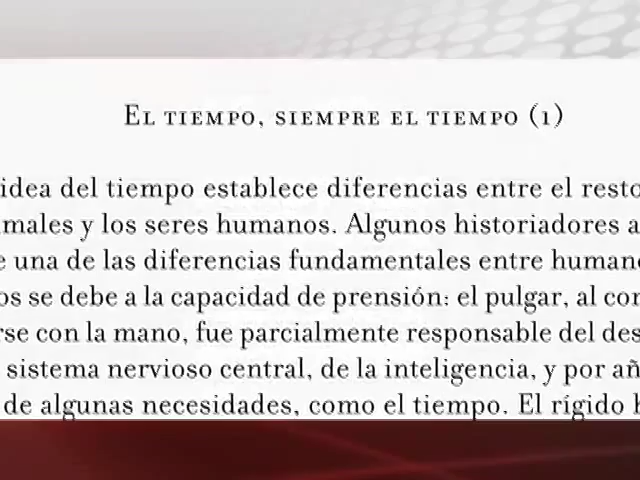 El tiempo, siempre el tiempo (1)
idea del tiempo establece diferencias entre el resto
males y los seres humanos. Algunos historiadores a
e una de las diferencias fundamentales entre human
os se debe a la capacidad de prensión: el pulgar, al co
rse con la mano, fue parcialmente responsable del des
sistema nervioso central, de la inteligencia, y por añ
de algunas necesidades, como el tiempo. El rígido